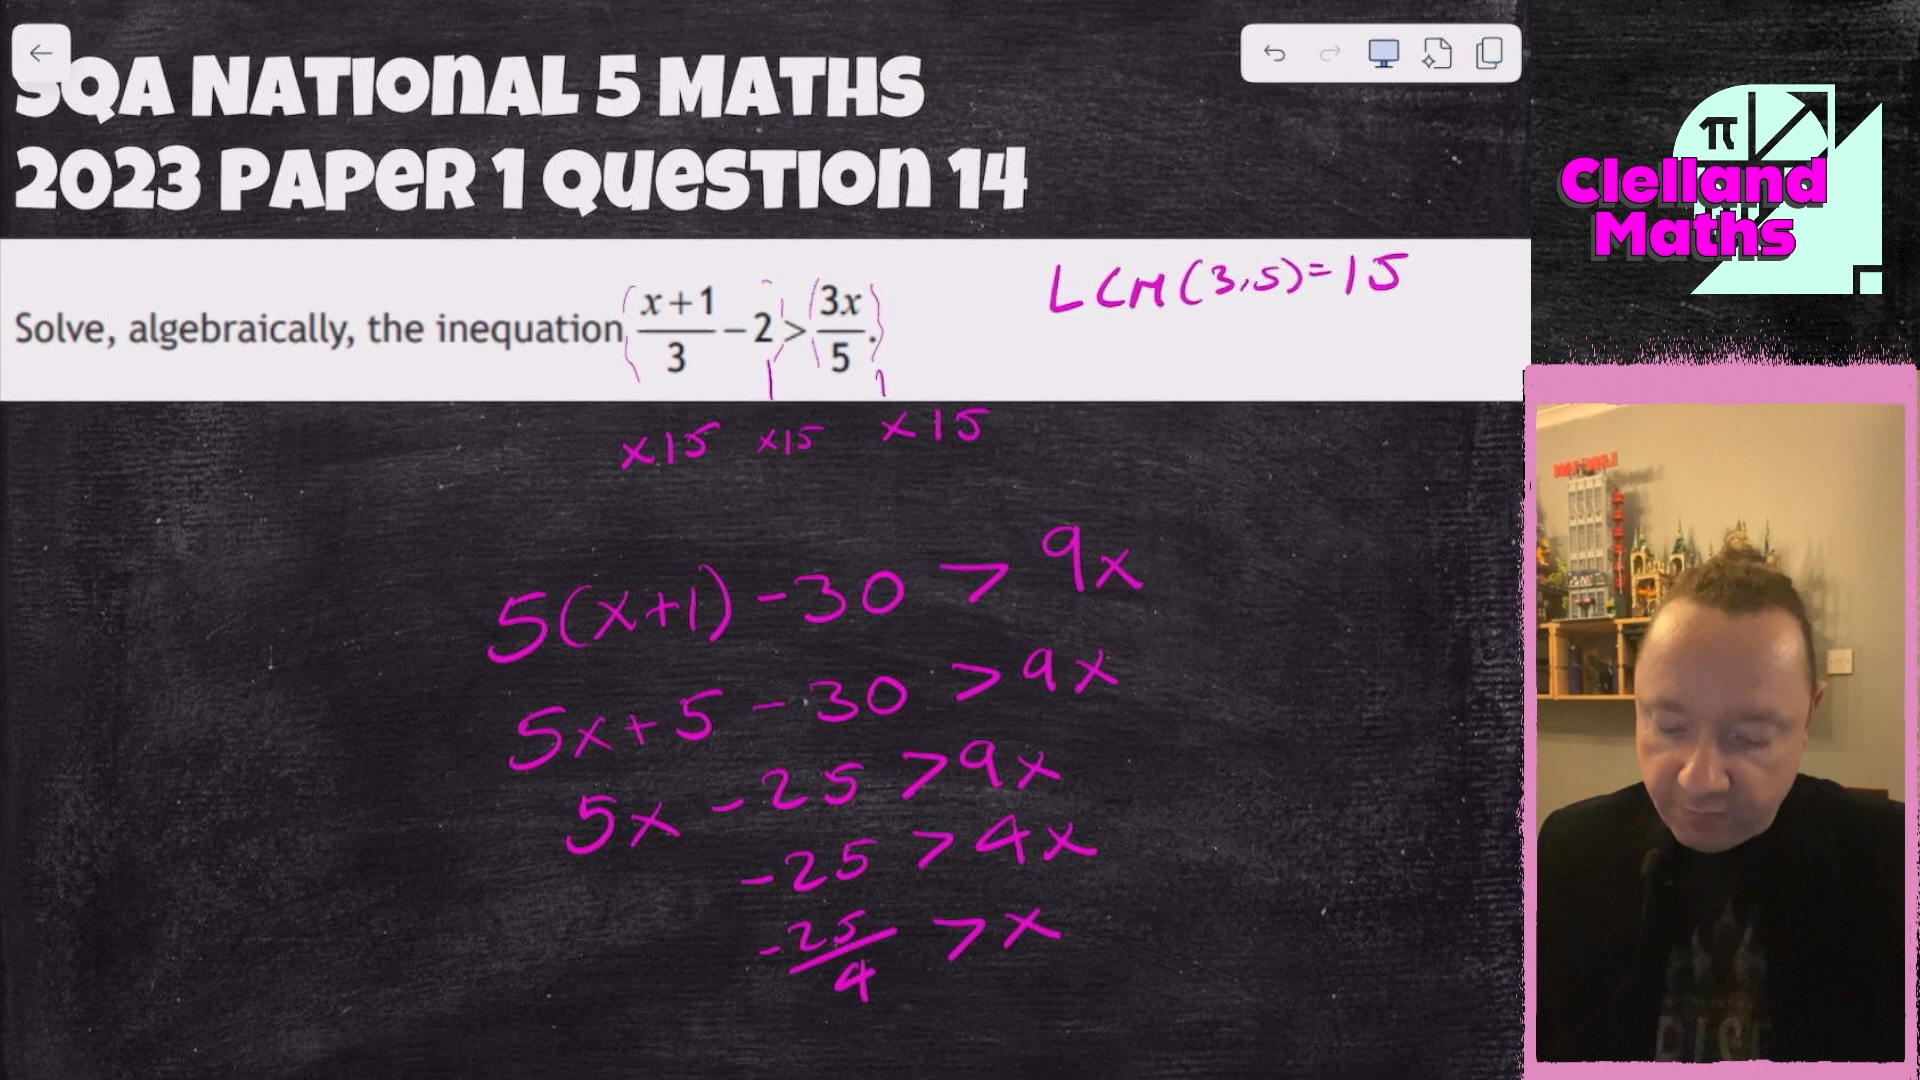 SQA NATIONAL 5 MATHS
2023 PAPER 1 QUESTION 14
π
Clelland
Maths
Solve, algebraically, the inequation (x+1)/3 − 2 > 3x/5.
LCM(3,5)=15
×15 ×15 ×15
5(x+1) − 30 > 9x
5x+5 − 30 > 9x
5x − 25 > 9x
−25 > 4x
−25/4 > x